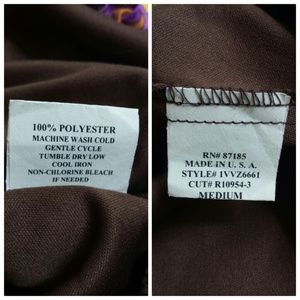 100% POLYESTER
MACHINE WASH COLD
GENTLE CYCLE
TUMBLE DRY LOW
COOL IRON
NON-CHLORINE BLEACH
IF NEEDED
RN# 87185
MADE IN U. S. A.
STYLE# 1VVZ6661
CUT# R10954-3
MEDIUM